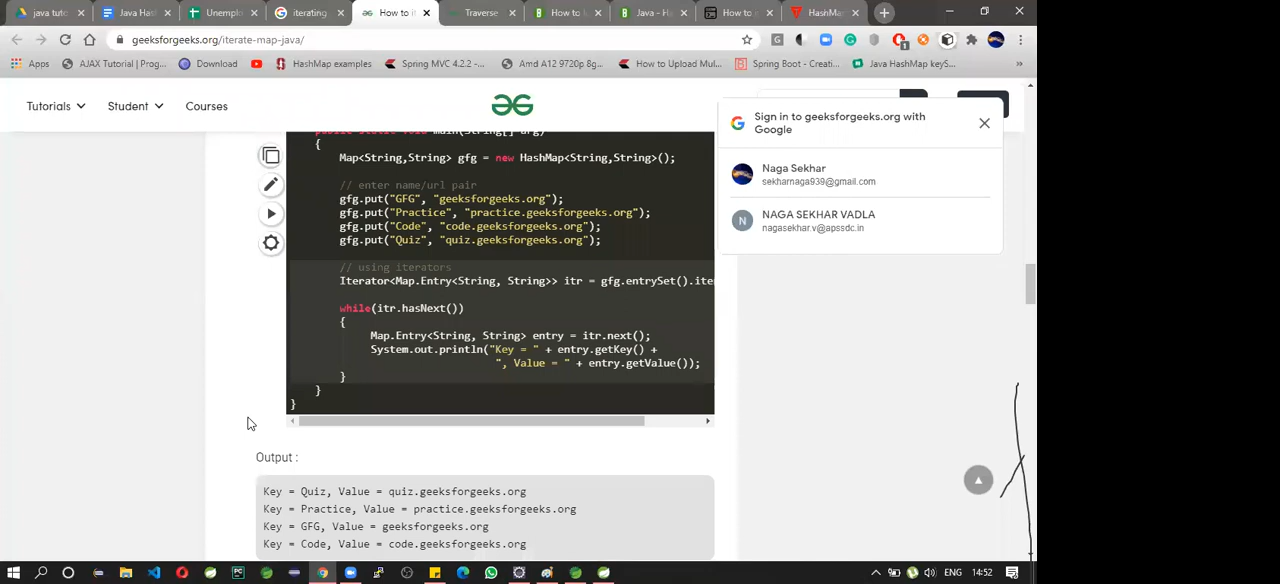 java tuto
Java Has
Unemplo
iterating
How to it
Traverse
How to I
Java - Ha
How to i
HashMap
geeksforgeeks.org/iterate-map-java/
Apps
AJAX Tutorial | Prog...
Download
HashMap examples
Spring MVC 4.2.2 -...
Amd A12 9720p 8g...
How to Upload Mul...
Spring Boot - Creati...
Java HashMap keyS...
»
Tutorials
Student
Courses
Sign in to geeksforgeeks.org with
Google
Naga Sekhar
sekharnaga939@gmail.com
NAGA SEKHAR VADLA
nagasekhar.v@apssdc.in
public static void main(String[] arg)
{
Map<String,String> gfg = new HashMap<String,String>();
// enter name/url pair
gfg.put("GFG", "geeksforgeeks.org");
gfg.put("Practice", "practice.geeksforgeeks.org");
gfg.put("Code", "code.geeksforgeeks.org");
gfg.put("Quiz", "quiz.geeksforgeeks.org");
// using iterators
Iterator<Map.Entry<String, String>> itr = gfg.entrySet().ite
while(itr.hasNext())
{
Map.Entry<String, String> entry = itr.next();
System.out.println("Key = " + entry.getKey() +
", Value = " + entry.getValue());
}
}
}
Output :
Key = Quiz, Value = quiz.geeksforgeeks.org
Key = Practice, Value = practice.geeksforgeeks.org
Key = GFG, Value = geeksforgeeks.org
Key = Code, Value = code.geeksforgeeks.org
ENG
14:52